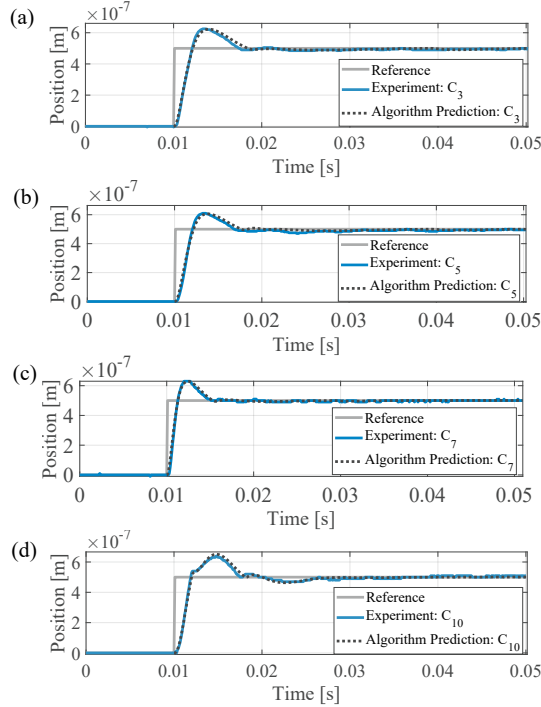 (a)
×10⁻⁷
Position [m]
6
4
2
0
Reference
Experiment: C₃
Algorithm Prediction: C₃
0
0.01
0.02
0.03
0.04
0.05
Time [s]
(b)
×10⁻⁷
Position [m]
6
4
2
0
Reference
Experiment: C₅
Algorithm Prediction: C₅
0
0.01
0.02
0.03
0.04
0.05
Time [s]
(c)
×10⁻⁷
Position [m]
6
4
2
0
Reference
Experiment: C₇
Algorithm Prediction: C₇
0
0.01
0.02
0.03
0.04
0.05
Time [s]
(d)
×10⁻⁷
Position [m]
6
4
2
0
Reference
Experiment: C₁₀
Algorithm Prediction: C₁₀
0
0.01
0.02
0.03
0.04
0.05
Time [s]